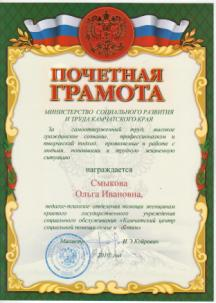 ПОЧЕТНАЯ
ГРАМОТА
МИНИСТЕРСТВО СОЦИАЛЬНОГО РАЗВИТИЯ
И ТРУДА КАМЧАТСКОГО КРАЯ
За самоотверженный труд, высокое
гражданское сознание, профессионализм и
творческий подход, проявленные в работе с
людьми, попавшими в трудную жизненную
ситуацию
награждается
Смыкова
Ольга Ивановна,
педагог-психолог отделения помощи женщинам
краевого государственного учреждения
социального обслуживания «Камчатский центр
социальной помощи семье и детям»
Министр
И.Э.Койрович
2010 год